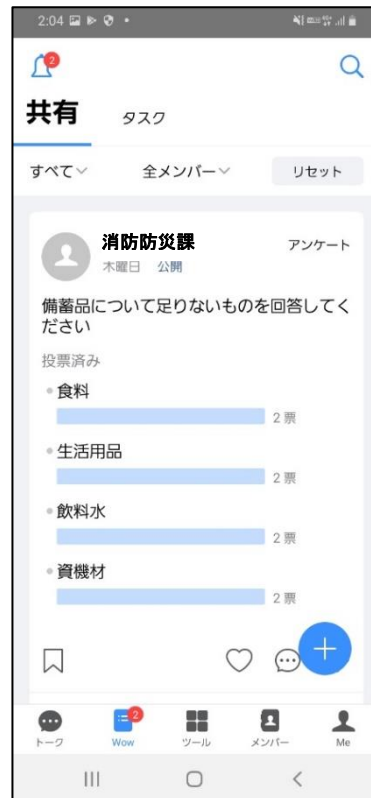 2:04
2
共有
タスク
すべて
全メンバー
リセット
消防防災課
アンケート
木曜日 公開
備蓄品について足りないものを回答してく
ださい
投票済み
食料
2 票
生活用品
2 票
飲料水
2 票
資機材
2 票
2
トーク
Wow
ツール
メンバー
Me